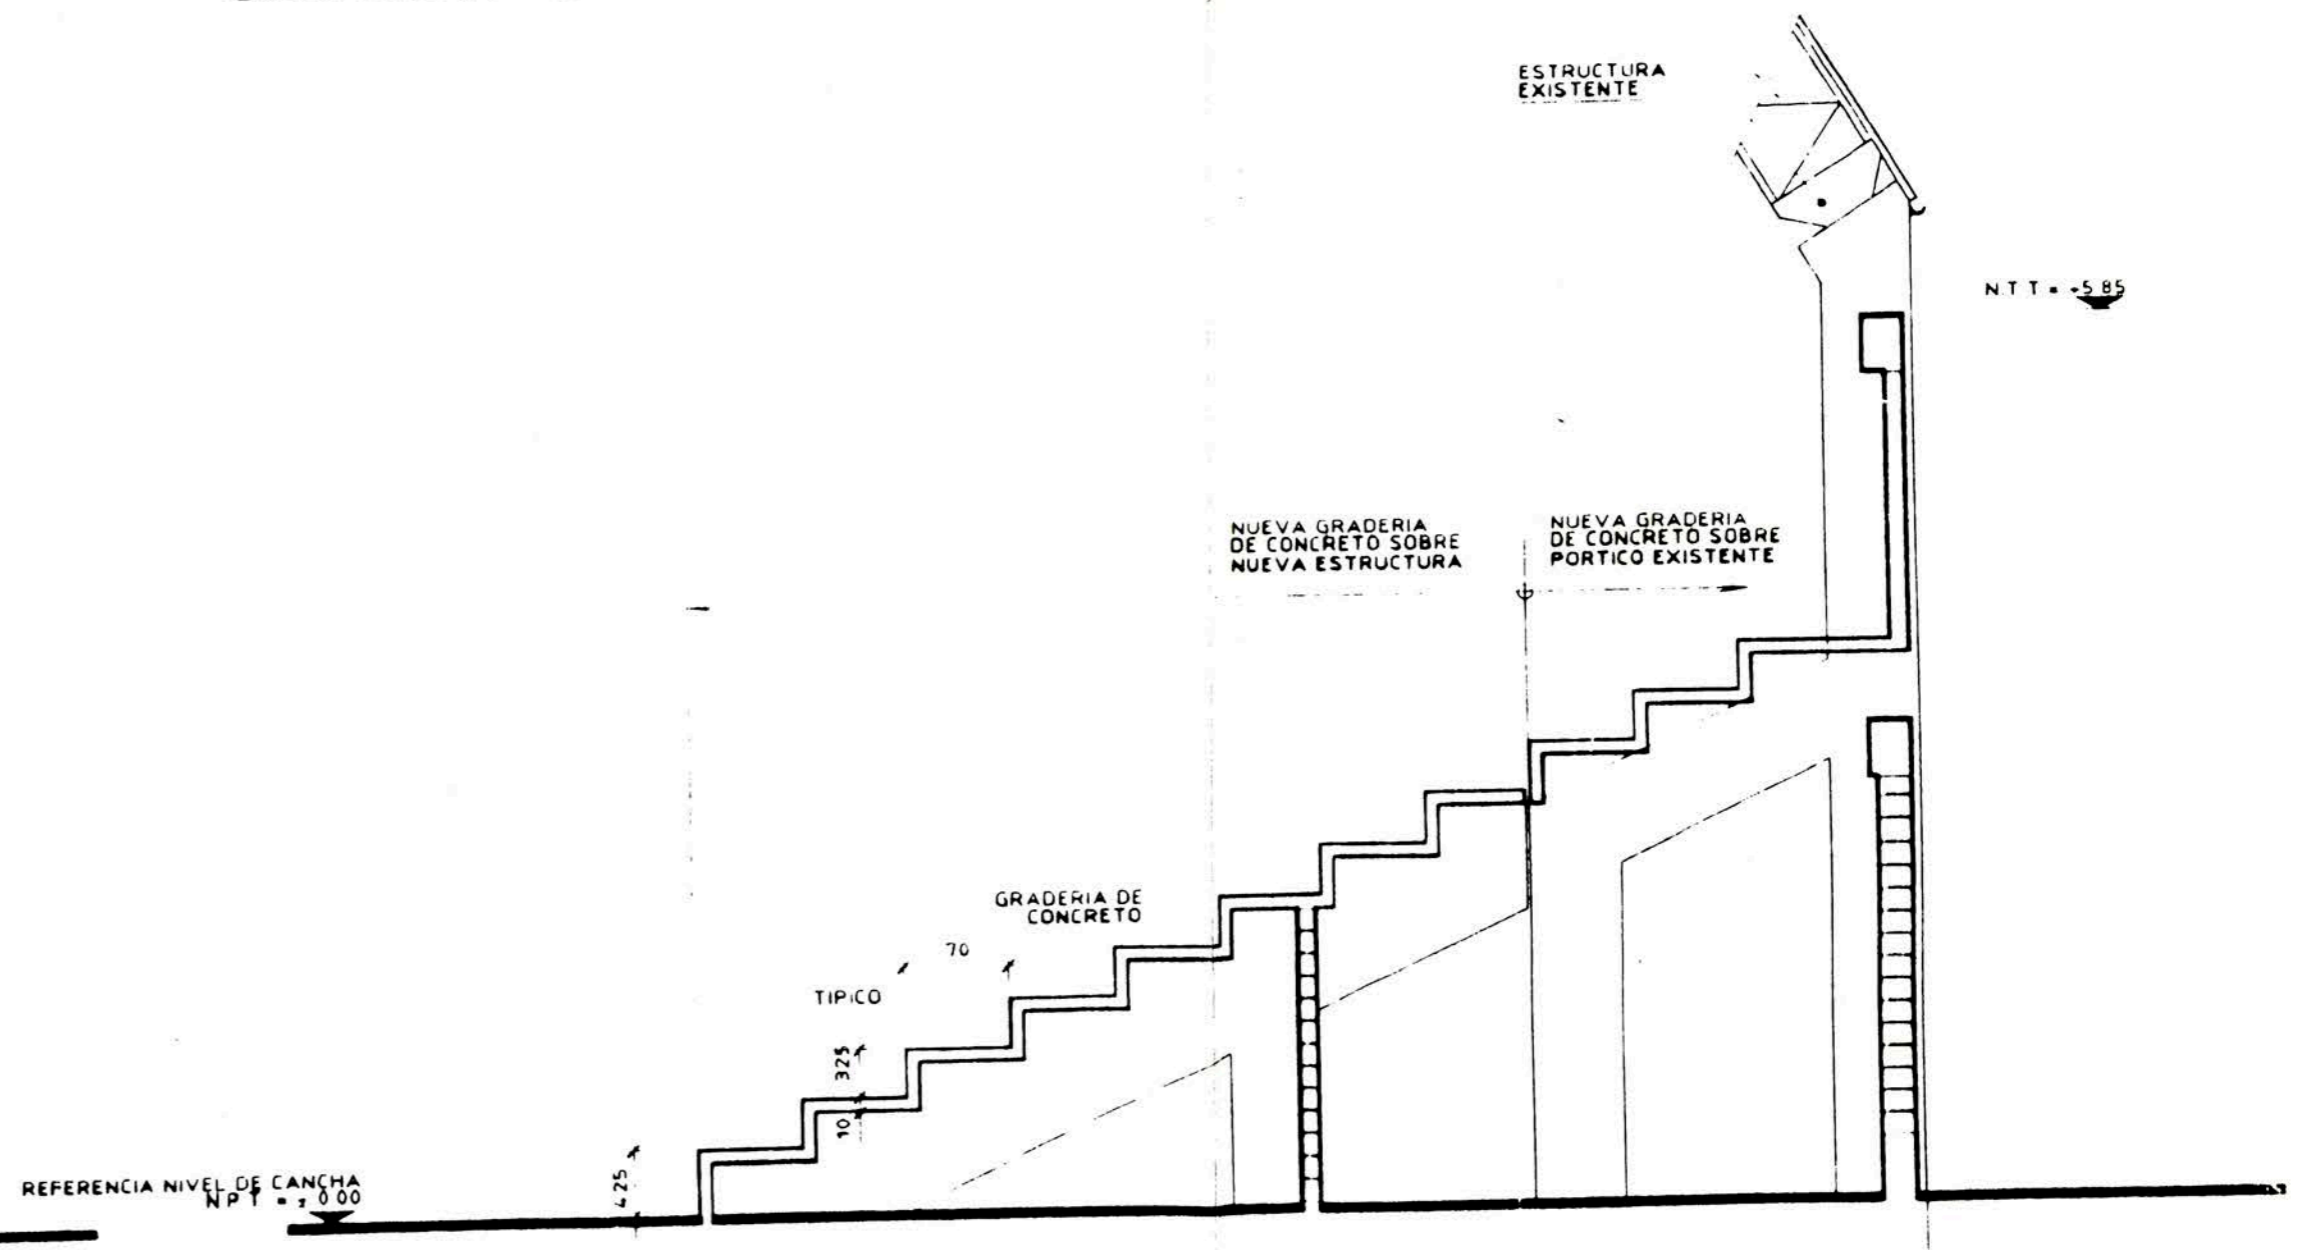 ESTRUCTURA
EXISTENTE
N.T T = +5.85
NUEVA GRADERIA
DE CONCRETO SOBRE
NUEVA ESTRUCTURA
NUEVA GRADERIA
DE CONCRETO SOBRE
PORTICO EXISTENTE
GRADERIA DE
CONCRETO
70
TIPICO
325
10
425
REFERENCIA NIVEL DE CANCHA
N P T = ± 0.00